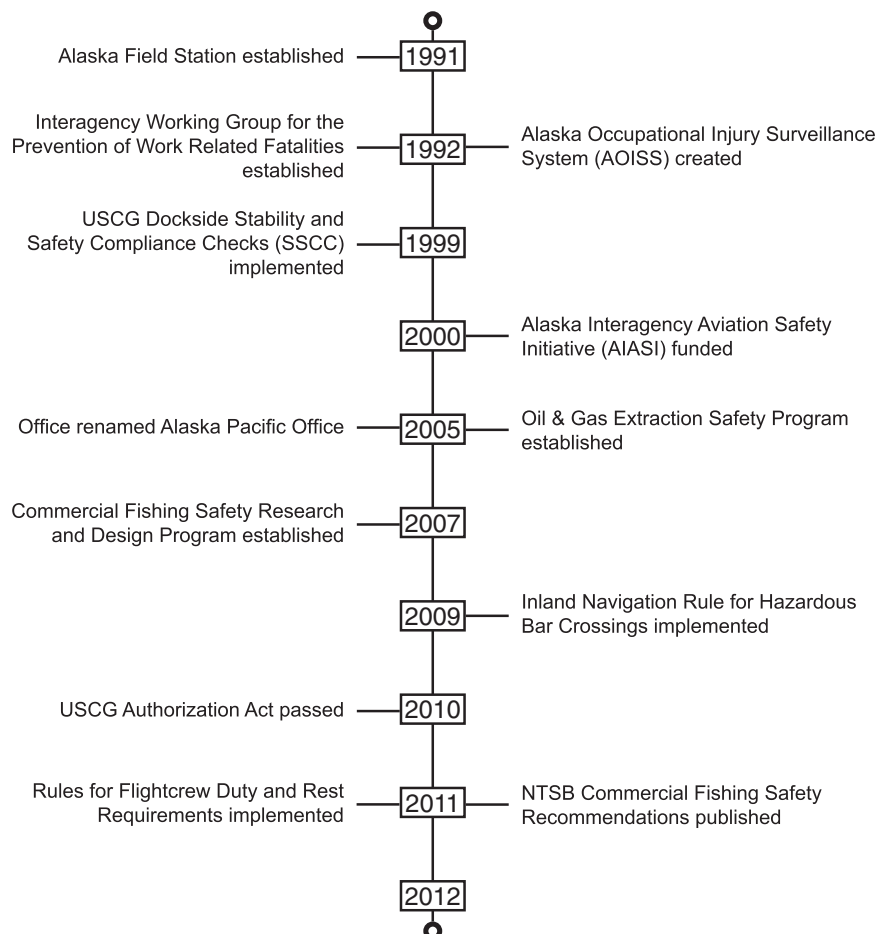 Alaska Field Station established
1991
Interagency Working Group for the
Prevention of Work Related Fatalities
established
1992
Alaska Occupational Injury Surveillance
System (AOISS) created
USCG Dockside Stability and
Safety Compliance Checks (SSCC)
implemented
1999
2000
Alaska Interagency Aviation Safety
Initiative (AIASI) funded
Office renamed Alaska Pacific Office
2005
Oil & Gas Extraction Safety Program
established
Commercial Fishing Safety Research
and Design Program established
2007
2009
Inland Navigation Rule for Hazardous
Bar Crossings implemented
USCG Authorization Act passed
2010
Rules for Flightcrew Duty and Rest
Requirements implemented
2011
NTSB Commercial Fishing Safety
Recommendations published
2012